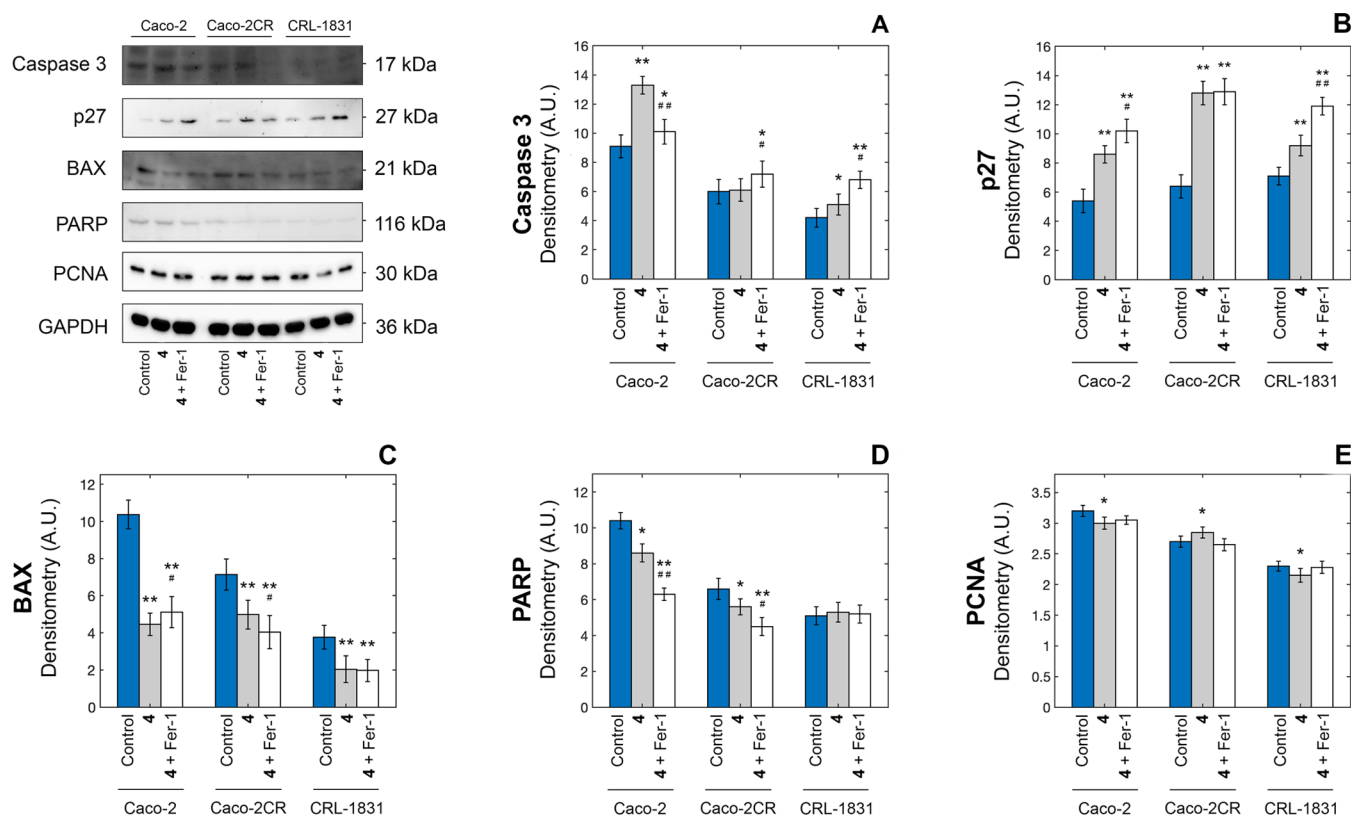 Caco-2 Caco-2CR CRL-1831
Caspase 3 17 kDa
p27 27 kDa
BAX 21 kDa
PARP 116 kDa
PCNA 30 kDa
GAPDH 36 kDa
Control 4 4 + Fer-1 Control 4 4 + Fer-1 Control 4 4 + Fer-1
A
Caspase 3
Densitometry (A.U.)
16
14
12
10
8
6
4
2
0
** * ## * # * ** #
Control 4 4 + Fer-1 Control 4 4 + Fer-1 Control 4 4 + Fer-1
Caco-2 Caco-2CR CRL-1831
B
p27
Densitometry (A.U.)
16
14
12
10
8
6
4
2
0
** ** # ** ** ** ** ##
Control 4 4 + Fer-1 Control 4 4 + Fer-1 Control 4 4 + Fer-1
Caco-2 Caco-2CR CRL-1831
C
BAX
Densitometry (A.U.)
12
10
8
6
4
2
0
** ** # ** ** # ** **
Control 4 4 + Fer-1 Control 4 4 + Fer-1 Control 4 4 + Fer-1
Caco-2 Caco-2CR CRL-1831
D
PARP
Densitometry (A.U.)
12
10
8
6
4
2
0
* ** ## * ** #
Control 4 4 + Fer-1 Control 4 4 + Fer-1 Control 4 4 + Fer-1
Caco-2 Caco-2CR CRL-1831
E
PCNA
Densitometry (A.U.)
3.5
3
2.5
2
1.5
1
0.5
0
* * *
Control 4 4 + Fer-1 Control 4 4 + Fer-1 Control 4 4 + Fer-1
Caco-2 Caco-2CR CRL-1831